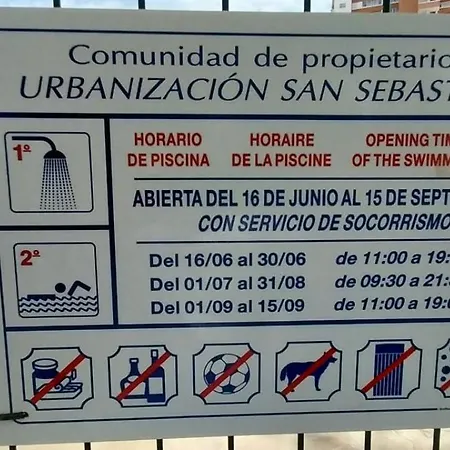 Comunidad de propietario
URBANIZACIÓN SAN SEBAST
1º
HORARIO DE PISCINA
HORAIRE DE LA PISCINE
OPENING TIM
OF THE SWIMM
ABIERTA DEL 16 DE JUNIO AL 15 DE SEPT
CON SERVICIO DE SOCORRISMO
2º
Del 16/06 al 30/06 de 11:00 a 19:
Del 01/07 al 31/08 de 09:30 a 21:
Del 01/09 al 15/09 de 11:00 a 19:0